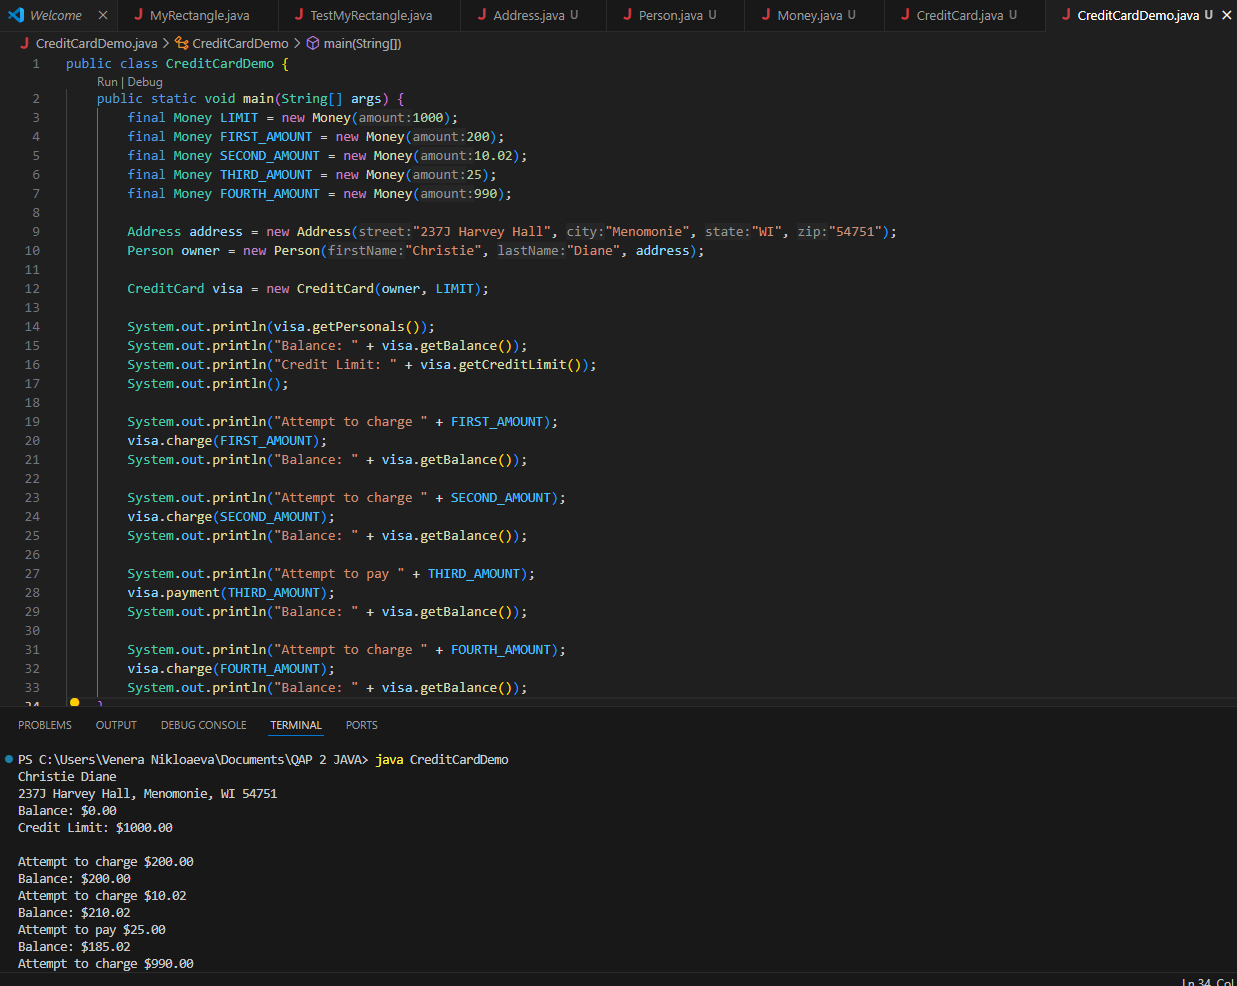 Welcome
MyRectangle.java
TestMyRectangle.java
Address.java U
Person.java U
Money.java U
CreditCard.java U
CreditCardDemo.java U
CreditCardDemo.java > CreditCardDemo > main(String[])
1 public class CreditCardDemo {
Run | Debug
2 public static void main(String[] args) {
3 final Money LIMIT = new Money(amount:1000);
4 final Money FIRST_AMOUNT = new Money(amount:200);
5 final Money SECOND_AMOUNT = new Money(amount:10.02);
6 final Money THIRD_AMOUNT = new Money(amount:25);
7 final Money FOURTH_AMOUNT = new Money(amount:990);
8
9 Address address = new Address(street:"237J Harvey Hall", city:"Menomonie", state:"WI", zip:"54751");
10 Person owner = new Person(firstName:"Christie", lastName:"Diane", address);
11
12 CreditCard visa = new CreditCard(owner, LIMIT);
13
14 System.out.println(visa.getPersonals());
15 System.out.println("Balance: " + visa.getBalance());
16 System.out.println("Credit Limit: " + visa.getCreditLimit());
17 System.out.println();
18
19 System.out.println("Attempt to charge " + FIRST_AMOUNT);
20 visa.charge(FIRST_AMOUNT);
21 System.out.println("Balance: " + visa.getBalance());
22
23 System.out.println("Attempt to charge " + SECOND_AMOUNT);
24 visa.charge(SECOND_AMOUNT);
25 System.out.println("Balance: " + visa.getBalance());
26
27 System.out.println("Attempt to pay " + THIRD_AMOUNT);
28 visa.payment(THIRD_AMOUNT);
29 System.out.println("Balance: " + visa.getBalance());
30
31 System.out.println("Attempt to charge " + FOURTH_AMOUNT);
32 visa.charge(FOURTH_AMOUNT);
33 System.out.println("Balance: " + visa.getBalance());
34 }
PROBLEMS OUTPUT DEBUG CONSOLE TERMINAL PORTS
PS C:\Users\Venera Nikloaeva\Documents\QAP 2 JAVA> java CreditCardDemo
Christie Diane
237J Harvey Hall, Menomonie, WI 54751
Balance: $0.00
Credit Limit: $1000.00
Attempt to charge $200.00
Balance: $200.00
Attempt to charge $10.02
Balance: $210.02
Attempt to pay $25.00
Balance: $185.02
Attempt to charge $990.00
Ln 34, Col